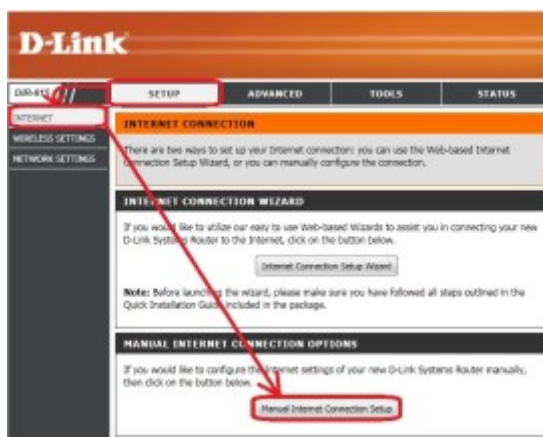 D-Link
DIR-815
SETUP
ADVANCED
TOOLS
STATUS
INTERNET
WIRELESS SETTINGS
NETWORK SETTINGS
INTERNET CONNECTION
There are two ways to set up your Internet connection: you can use the Web-based Internet
Connection Setup Wizard, or you can manually configure the connection.
INTERNET CONNECTION WIZARD
If you would like to utilize our easy to use Web-based Wizards to assist you in connecting your new
D-Link Systems Router to the Internet, click on the button below.
Internet Connection Setup Wizard
Note: Before launching the wizard, please make sure you have followed all steps outlined in the
Quick Installation Guide included in the package.
MANUAL INTERNET CONNECTION OPTIONS
If you would like to configure the Internet settings of your new D-Link Systems Router manually,
then click on the button below.
Manual Internet Connection Setup